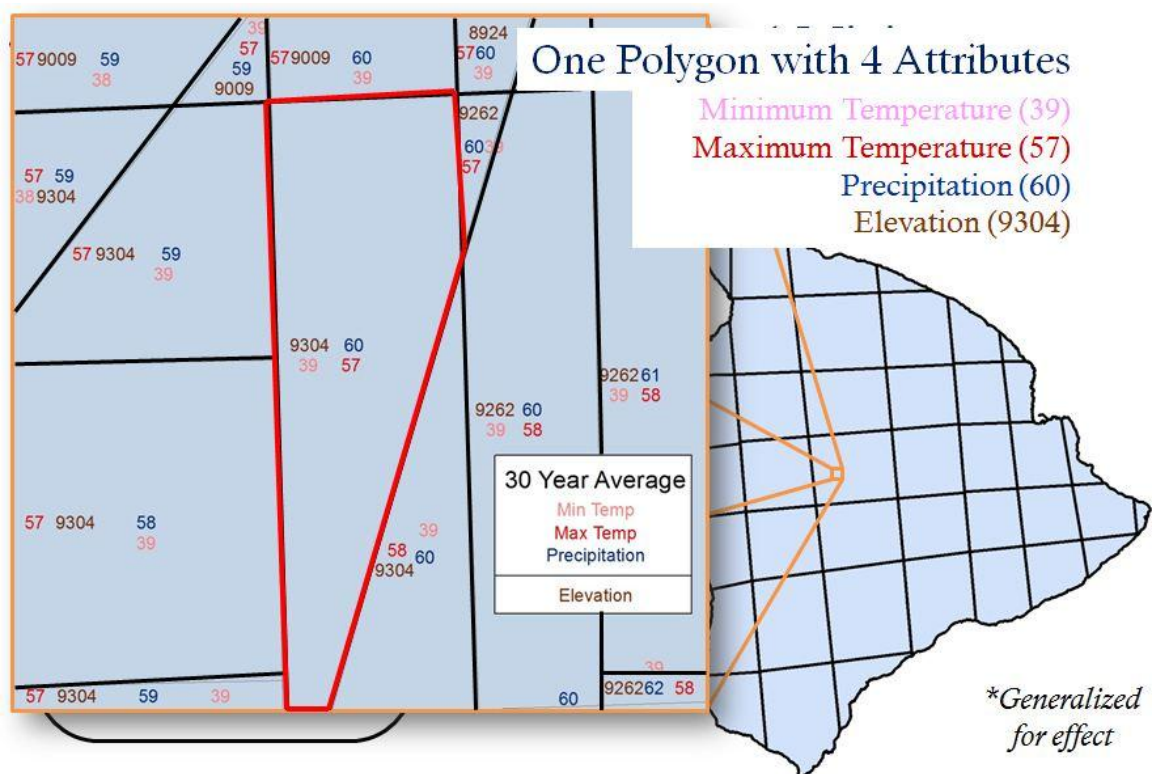 One Polygon with 4 Attributes
Minimum Temperature (39)
Maximum Temperature (57)
Precipitation (60)
Elevation (9304)
57 9009 59
38
39
57
59
9009
57 9009 60
39
8924
57 60
39
9262
60 39
57
57 59
38 9304
57 9304 59
39
9304 60
39 57
9262 61
39 58
9262 60
39 58
30 Year Average
Min Temp
Max Temp
Precipitation
Elevation
57 9304 58
39
39
58 60
9304
57 9304 59 39
39
9262 62 58
60
*Generalized
for effect